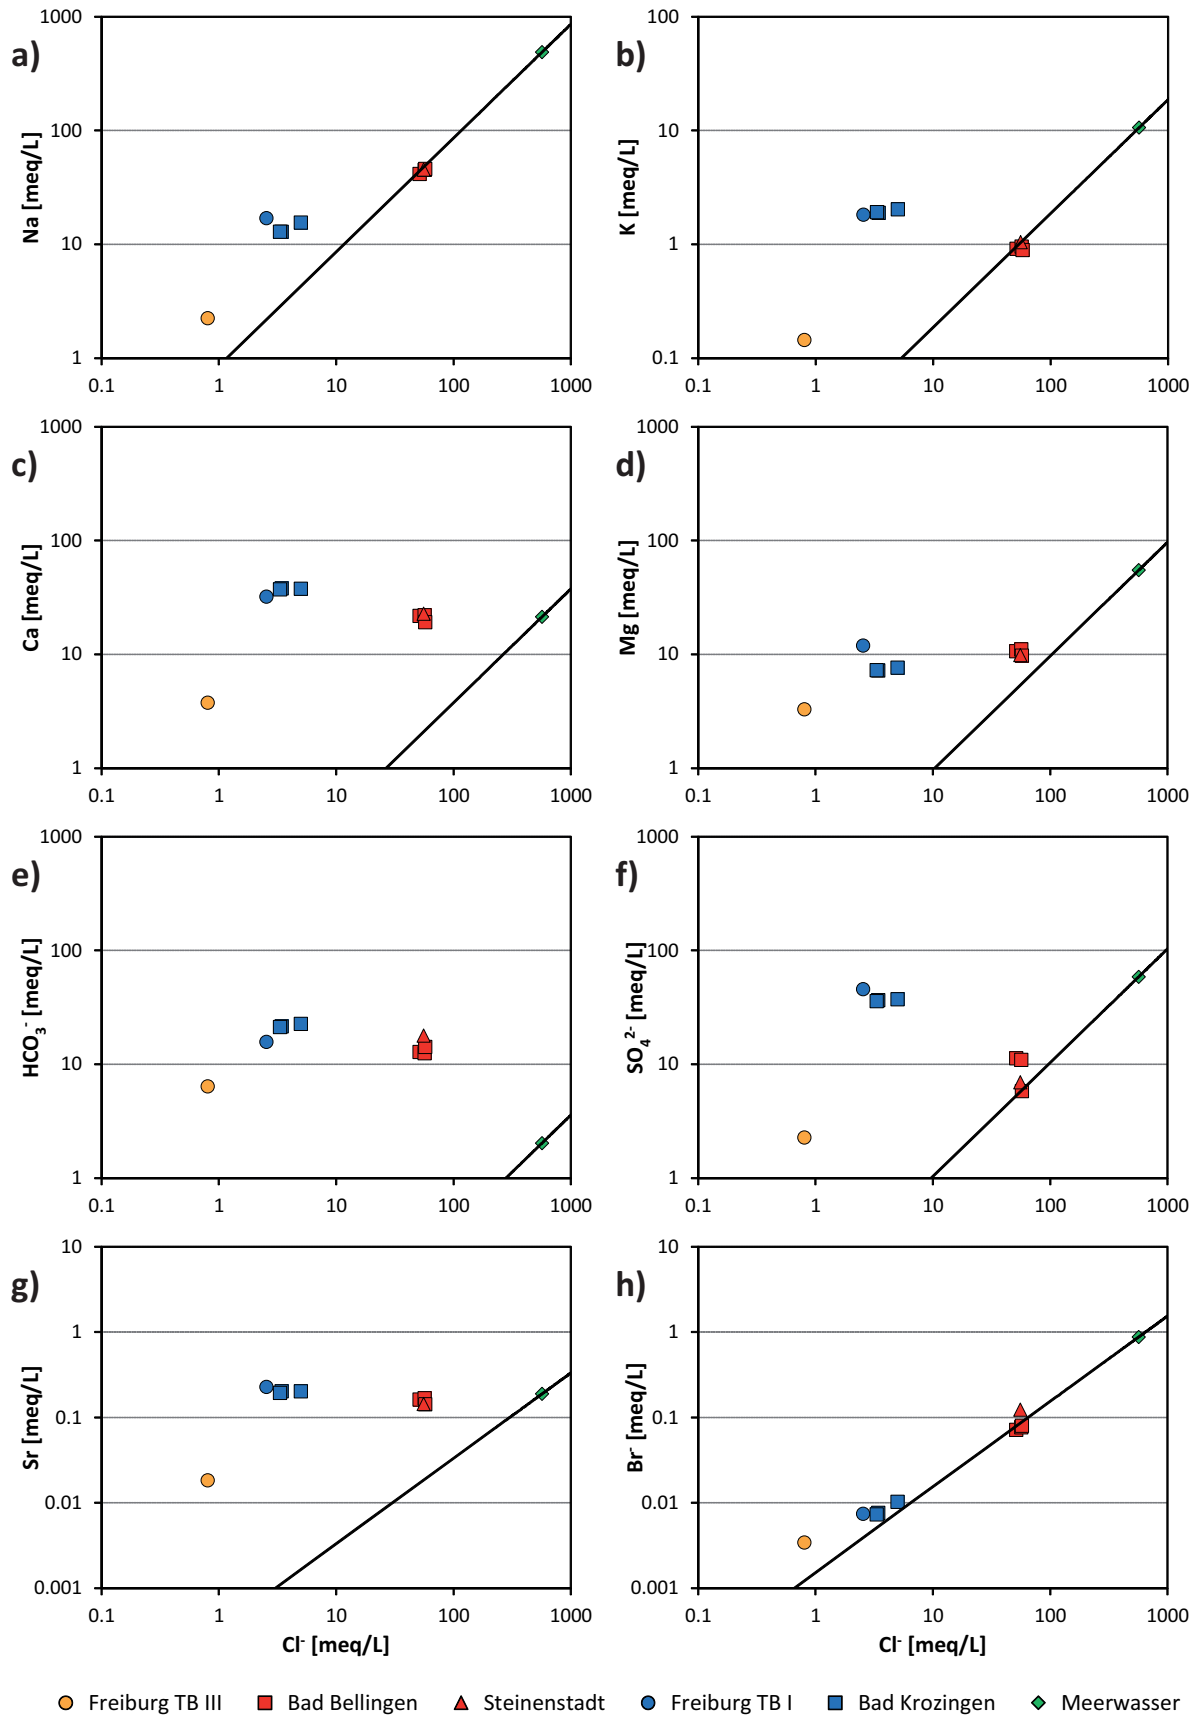 a)
Na [meq/L]
1000
100
10
1
0.1 1 10 100 1000
b)
K [meq/L]
100
10
1
0.1
0.1 1 10 100 1000
c)
Ca [meq/L]
1000
100
10
1
0.1 1 10 100 1000
d)
Mg [meq/L]
1000
100
10
1
0.1 1 10 100 1000
e)
HCO₃⁻ [meq/L]
1000
100
10
1
0.1 1 10 100 1000
f)
SO₄²⁻ [meq/L]
1000
100
10
1
0.1 1 10 100 1000
g)
Sr [meq/L]
10
1
0.1
0.01
0.001
0.1 1 10 100 1000
Cl⁻ [meq/L]
h)
Br⁻ [meq/L]
10
1
0.1
0.01
0.001
0.1 1 10 100 1000
Cl⁻ [meq/L]
Freiburg TB III Bad Bellingen Steinenstadt Freiburg TB I Bad Krozingen Meerwasser